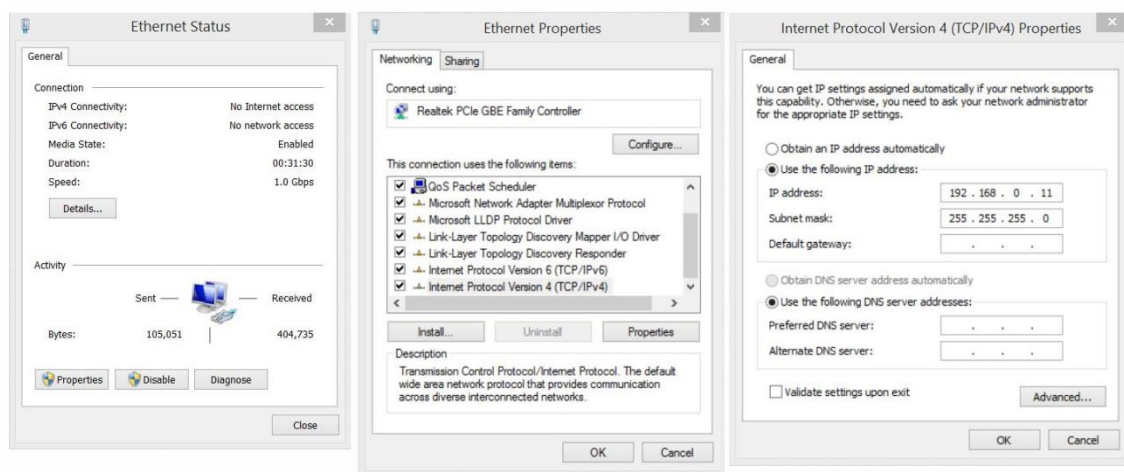 Ethernet Status
General
Connection
IPv4 Connectivity: No Internet access
IPv6 Connectivity: No network access
Media State: Enabled
Duration: 00:31:30
Speed: 1.0 Gbps
Details...
Activity
Sent — — Received
Bytes: 105,051 | 404,735
Properties Disable Diagnose
Close
Ethernet Properties
Networking Sharing
Connect using:
Realtek PCIe GBE Family Controller
Configure...
This connection uses the following items:
QoS Packet Scheduler
Microsoft Network Adapter Multiplexor Protocol
Microsoft LLDP Protocol Driver
Link-Layer Topology Discovery Mapper I/O Driver
Link-Layer Topology Discovery Responder
Internet Protocol Version 6 (TCP/IPv6)
Internet Protocol Version 4 (TCP/IPv4)
Install... Uninstall Properties
Description
Transmission Control Protocol/Internet Protocol. The default
wide area network protocol that provides communication
across diverse interconnected networks.
OK Cancel
Internet Protocol Version 4 (TCP/IPv4) Properties
General
You can get IP settings assigned automatically if your network supports
this capability. Otherwise, you need to ask your network administrator
for the appropriate IP settings.
Obtain an IP address automatically
Use the following IP address:
IP address: 192 . 168 . 0 . 11
Subnet mask: 255 . 255 . 255 . 0
Default gateway: . . .
Obtain DNS server address automatically
Use the following DNS server addresses:
Preferred DNS server: . . .
Alternate DNS server: . . .
Validate settings upon exit
Advanced...
OK Cancel